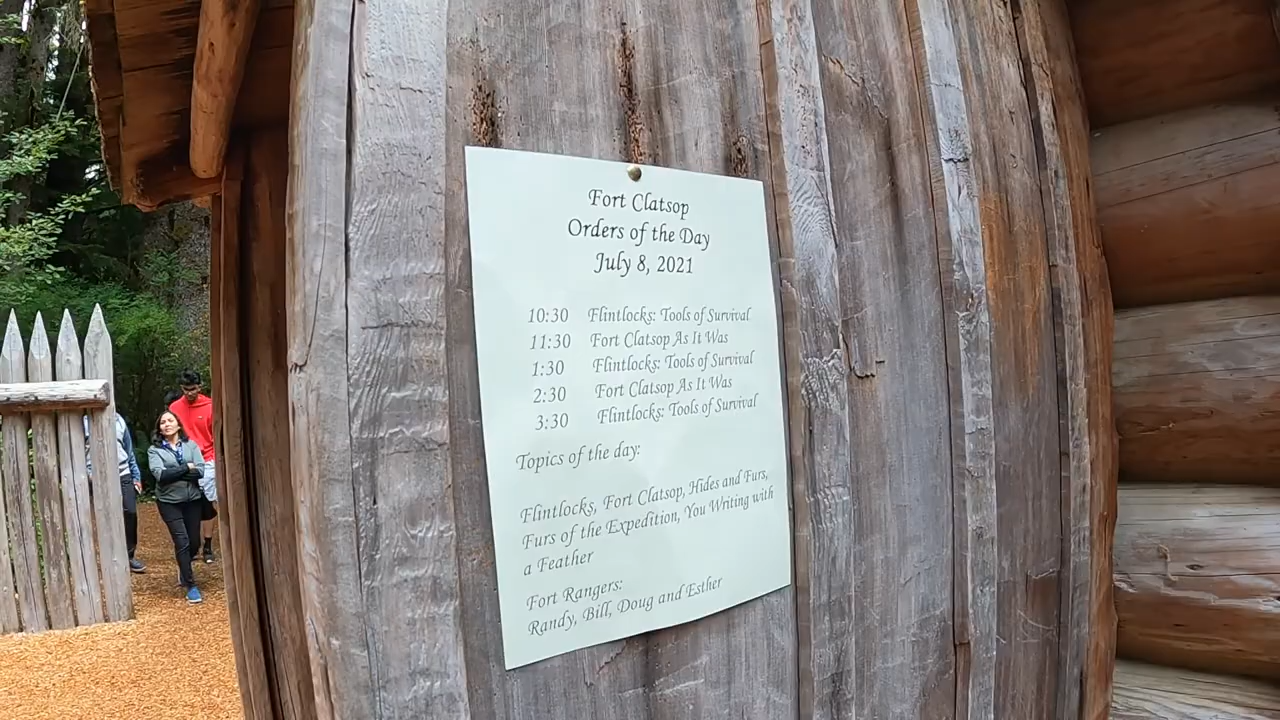 Fort Clatsop
Orders of the Day
July 8, 2021
10:30 Flintlocks: Tools of Survival
11:30 Fort Clatsop As It Was
1:30 Flintlocks: Tools of Survival
2:30 Fort Clatsop As It Was
3:30 Flintlocks: Tools of Survival
Topics of the day:
Flintlocks, Fort Clatsop, Hides and Furs,
Furs of the Expedition, You Writing with
a Feather
Fort Rangers:
Randy, Bill, Doug and Esther